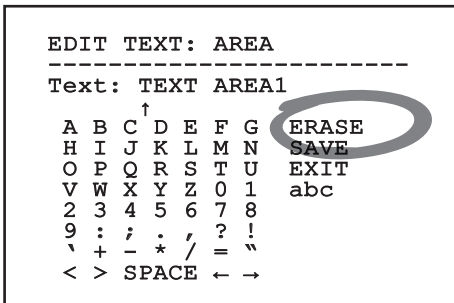 EDIT TEXT: AREA
-------------------------
Text: TEXT AREA1
↑
A B C D E F G ERASE
H I J K L M N SAVE
O P Q R S T U EXIT
V W X Y Z 0 1 abc
2 3 4 5 6 7 8
9 : ; . , ? !
‵ + - * / = ‶
< > SPACE ← →